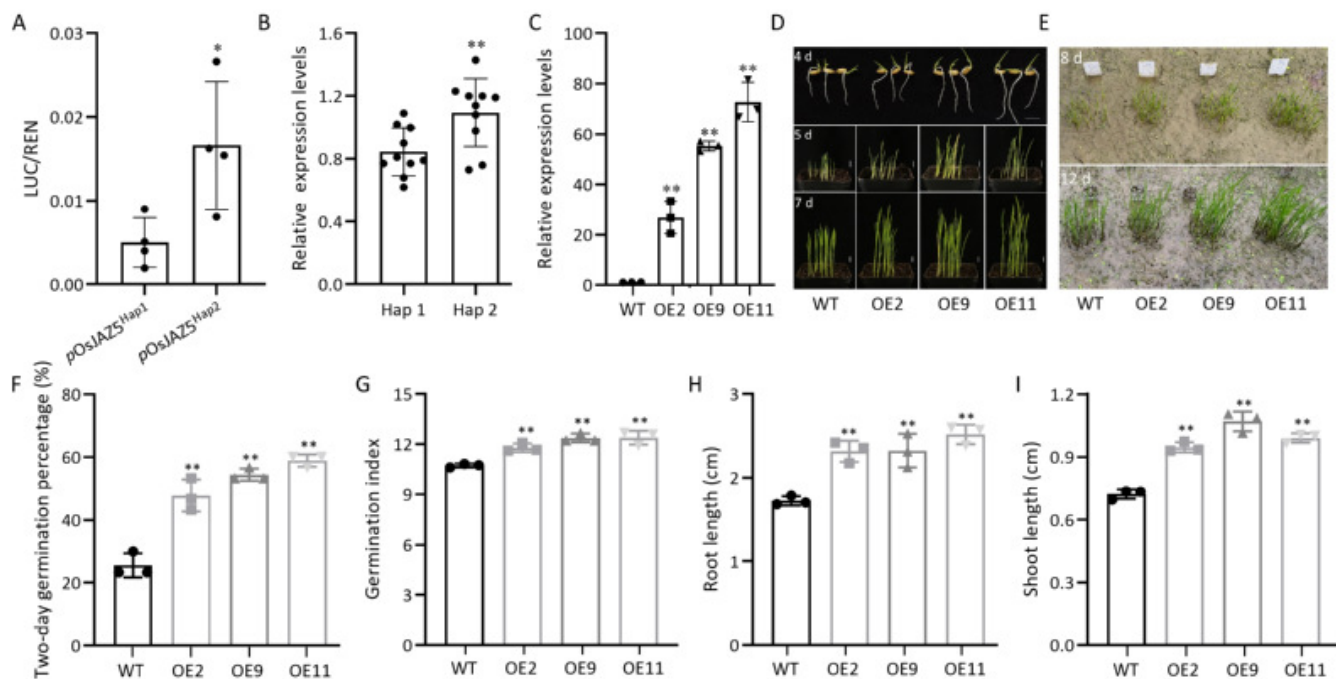 A
LUC/REN
0.03
0.02
0.01
0.00
*
pOsJAZ5Hap1
pOsJAZ5Hap2
B
Relative expression levels
1.6
1.2
0.8
0.4
0.0
**
Hap 1
Hap 2
C
Relative expression levels
100
80
60
40
20
0
**
**
**
WT
OE2
OE9
OE11
D
4 d
5 d
7 d
WT
OE2
OE9
OE11
E
8 d
12 d
WT
OE2
OE9
OE11
F
Two-day germination percentage (%)
80
60
40
20
0
**
**
**
WT
OE2
OE9
OE11
G
Germination index
15
12
9
6
3
0
**
**
**
WT
OE2
OE9
OE11
H
Root length (cm)
3
2
1
0
**
**
**
WT
OE2
OE9
OE11
I
Shoot length (cm)
1.2
0.9
0.6
0.3
0.0
**
**
**
WT
OE2
OE9
OE11